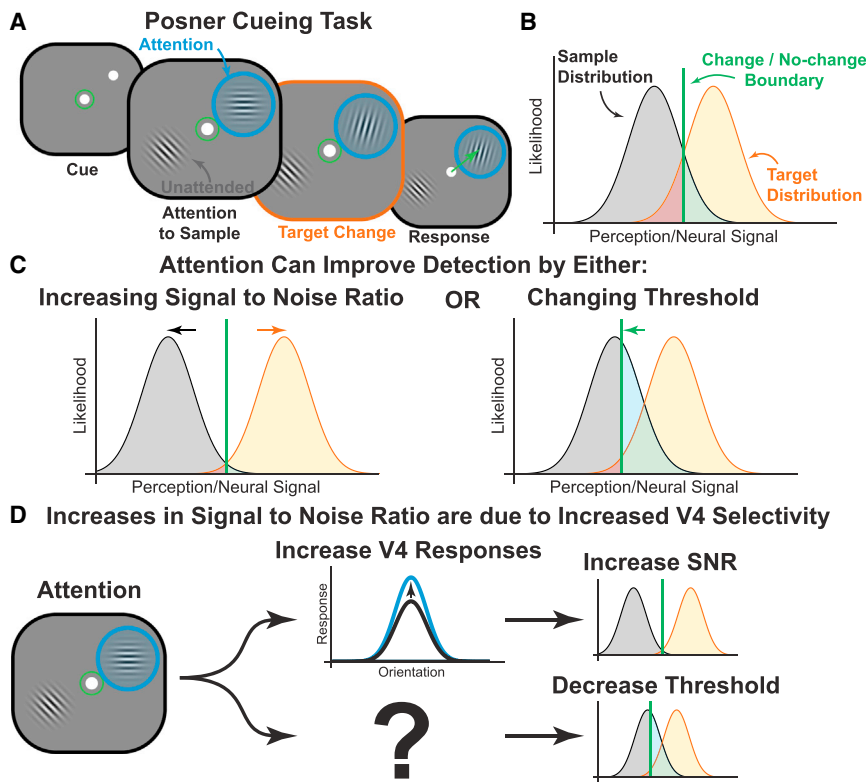 A
Posner Cueing Task
Attention
Cue
Unattended
Attention
to Sample
Target Change
Response
B
Sample
Distribution
Change / No-change
Boundary
Likelihood
Target
Distribution
Perception/Neural Signal
C
Attention Can Improve Detection by Either:
Increasing Signal to Noise Ratio
OR
Changing Threshold
Likelihood
Perception/Neural Signal
Likelihood
Perception/Neural Signal
D
Increases in Signal to Noise Ratio are due to Increased V4 Selectivity
Attention
Increase V4 Responses
Response
Orientation
Increase SNR
?
Decrease Threshold